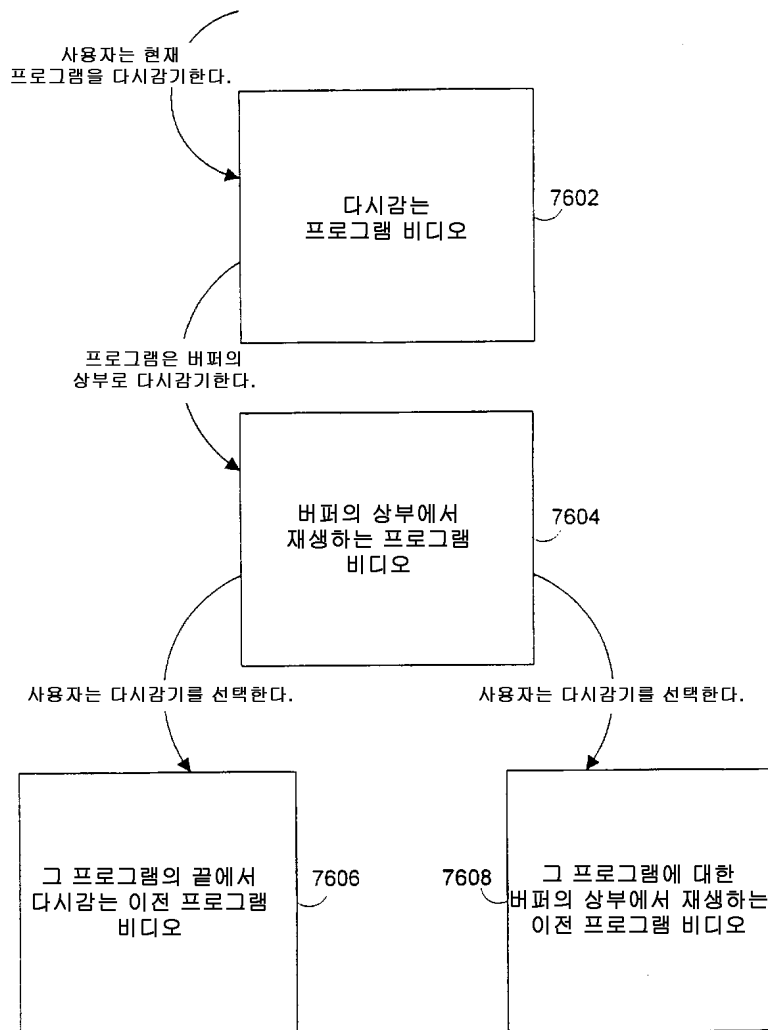 사용자는 현재
프로그램을 다시감기한다.
다시감는
프로그램 비디오
7602
프로그램은 버퍼의
상부로 다시감기한다.
버퍼의 상부에서
재생하는 프로그램
비디오
7604
사용자는 다시감기를 선택한다.
사용자는 다시감기를 선택한다.
그 프로그램의 끝에서
다시감는 이전 프로그램
비디오
7606
7608
그 프로그램에 대한
버퍼의 상부에서 재생하는
이전 프로그램 비디오